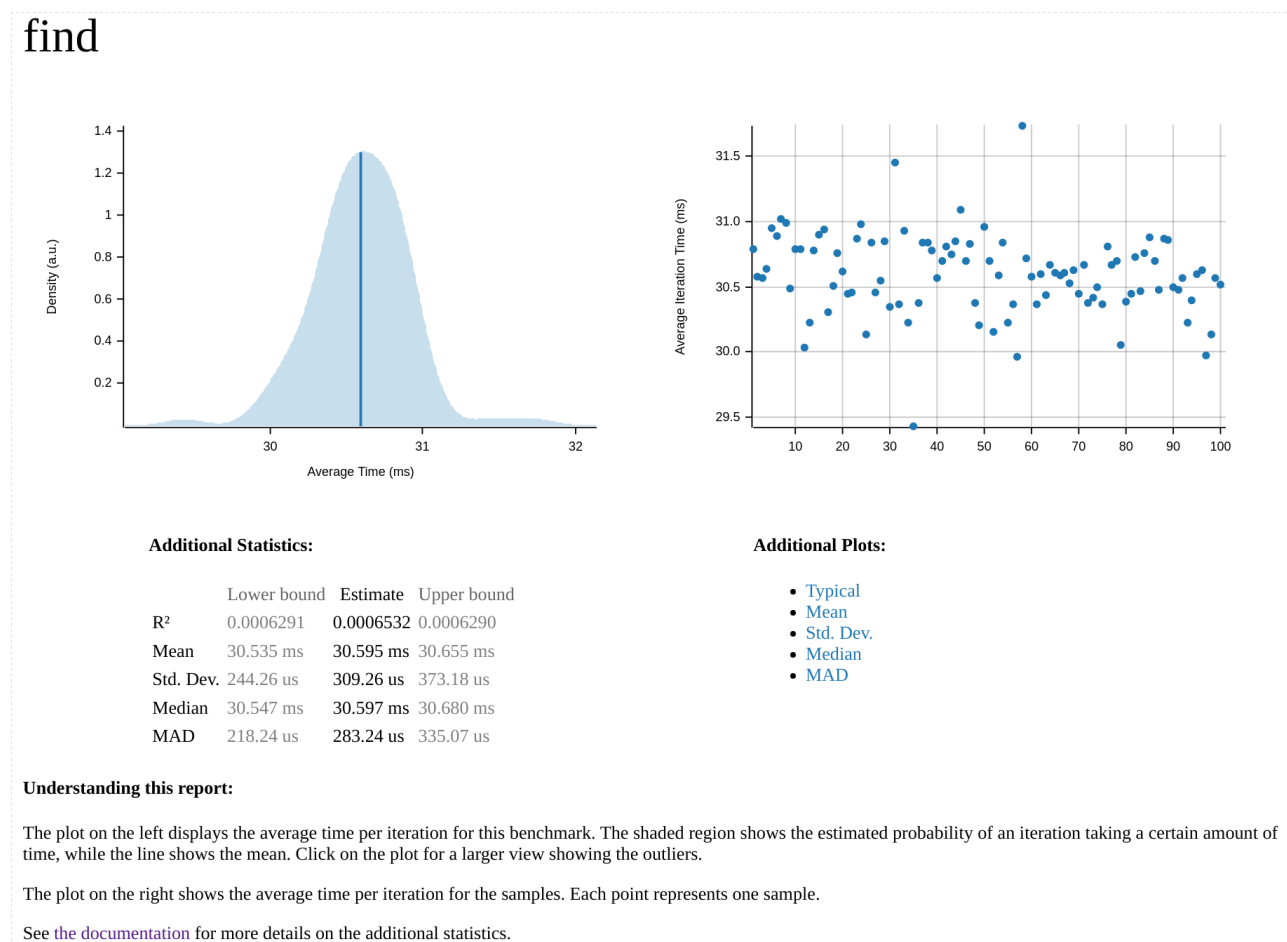 find
1.4
1.2
1
0.8
0.6
0.4
0.2
Density (a.u.)
30 31 32
Average Time (ms)
31.5
31.0
30.5
30.0
29.5
Average Iteration Time (ms)
10 20 30 40 50 60 70 80 90 100
Additional Statistics:
Lower bound Estimate Upper bound
R² 0.0006291 0.0006532 0.0006290
Mean 30.535 ms 30.595 ms 30.655 ms
Std. Dev. 244.26 us 309.26 us 373.18 us
Median 30.547 ms 30.597 ms 30.680 ms
MAD 218.24 us 283.24 us 335.07 us
Additional Plots:
Typical
Mean
Std. Dev.
Median
MAD
Understanding this report:
The plot on the left displays the average time per iteration for this benchmark. The shaded region shows the estimated probability of an iteration taking a certain amount of
time, while the line shows the mean. Click on the plot for a larger view showing the outliers.
The plot on the right shows the average time per iteration for the samples. Each point represents one sample.
See the documentation for more details on the additional statistics.